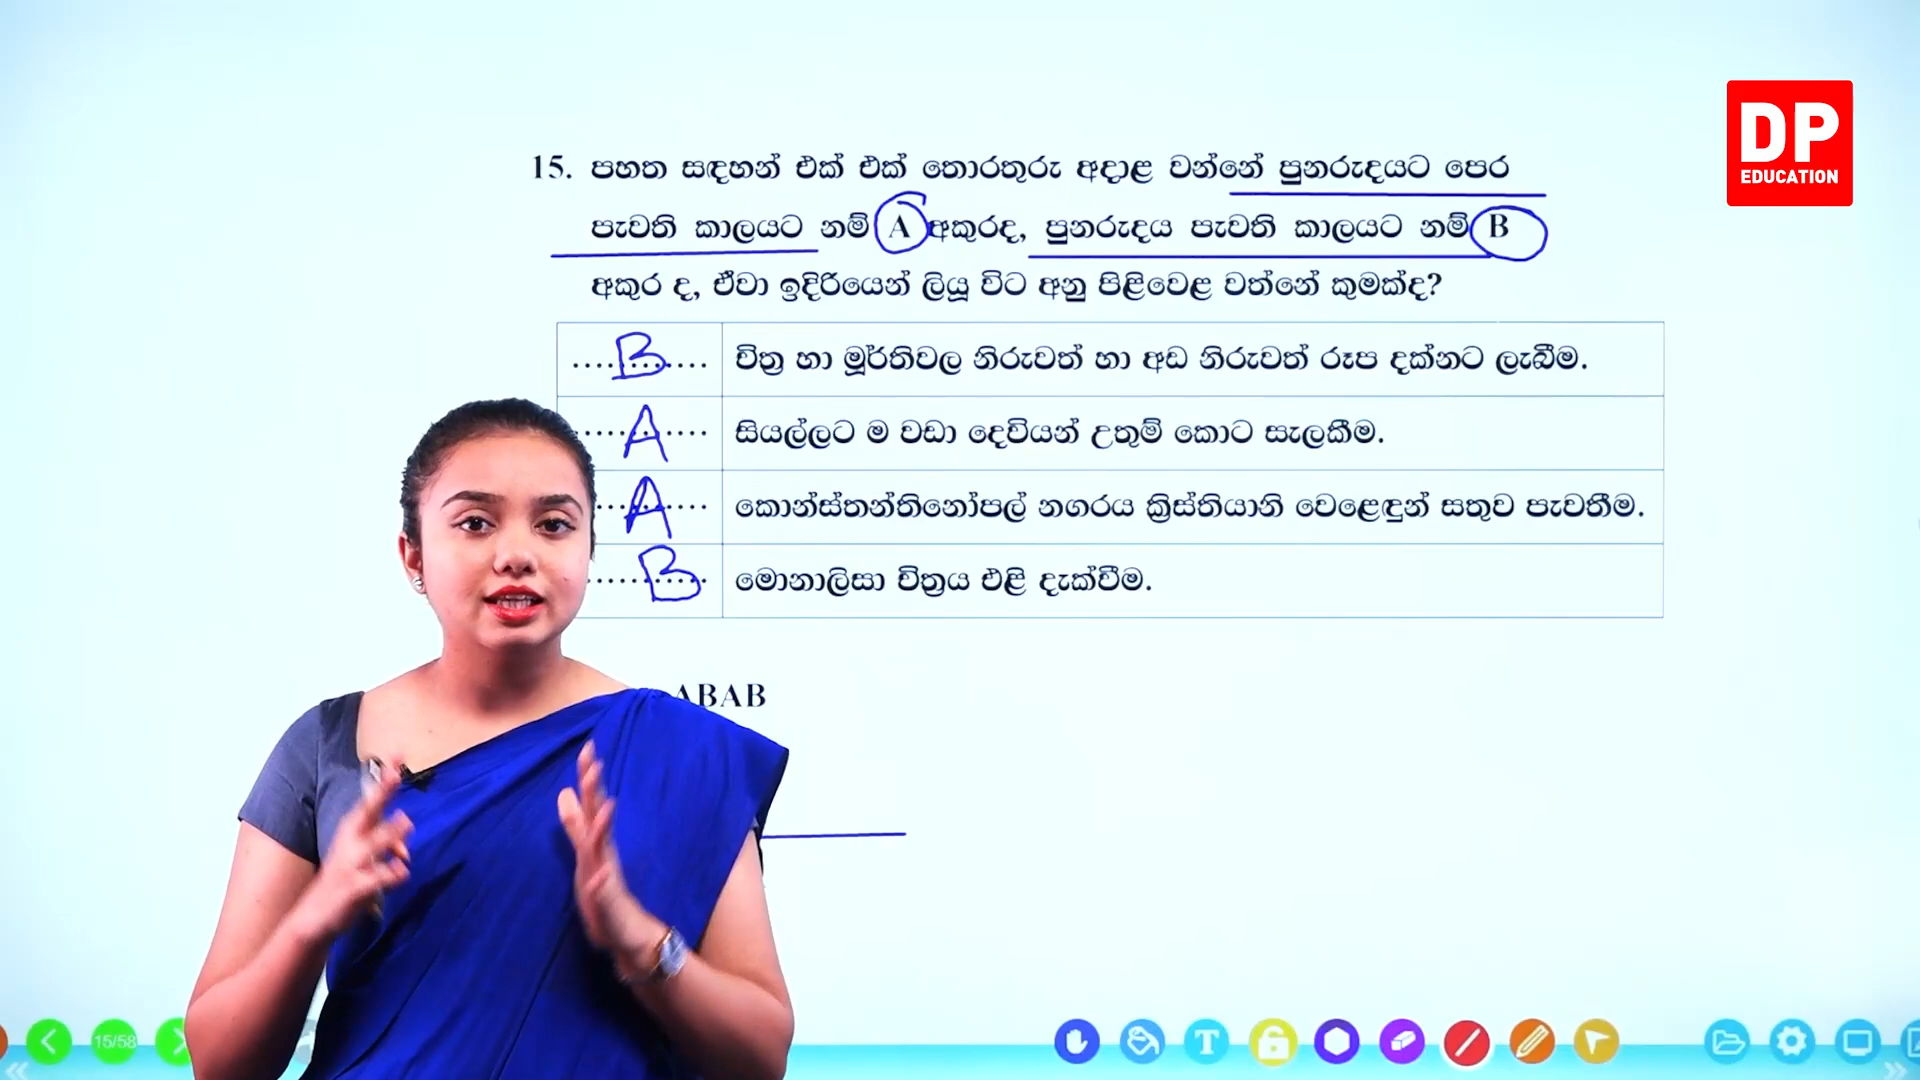 DP
EDUCATION
15. පහත සඳහන් එක් එක් තොරතුරු අදාළ වන්නේ පුනරුදයට පෙර
පැවති කාලයට නම් A අකුරද, පුනරුදය පැවති කාලයට නම් B
අකුර ද, ඒවා ඉදිරියෙන් ලියූ විට අනු පිළිවෙළ වත්නේ කුමක්ද?
....B.... චිත්‍ර හා මූර්තිවල නිරුවත් හා අඩ නිරුවත් රූප දක්නට ලැබීම.
....A.... සියල්ලට ම වඩා දෙවියන් උතුම් කොට සැලකීම.
....A.... කොන්ස්තන්තිනෝපල් නගරය ක්‍රිස්තියානි වෙළෙඳුන් සතුව පැවතීම.
....B.... මොනාලිසා චිත්‍රය එළි දැක්වීම.
ABAB
15/58
T